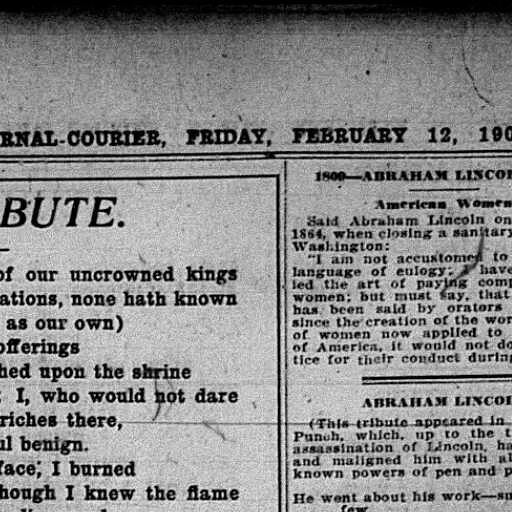 RNAL-COURIER, FRIDAY, FEBRUARY 12, 190
BUTE.
of our uncrowned kings
ations, none hath known
as our own)
offerings
hed upon the shrine
I, who would not dare
riches there,
ul benign.
face; I burned
hough I knew the flame
1809—ABRAHAM LINCOL
American Women
Said Abraham Lincoln on
1864, when closing a sanitary
Washington:
"I am not accustomed to
language of eulogy; I have
ied the art of paying comp
women; but must say, that
has been said by orators
since the creation of the wor
of women now applied to
of America, it would not do
tice for their conduct during
ABRAHAM LINCOL
(This tribute appeared in
Punch, which, up to the t
assassination of Lincoln, ha
and maligned him with al
known powers of pen and p
He went about his work—su
few